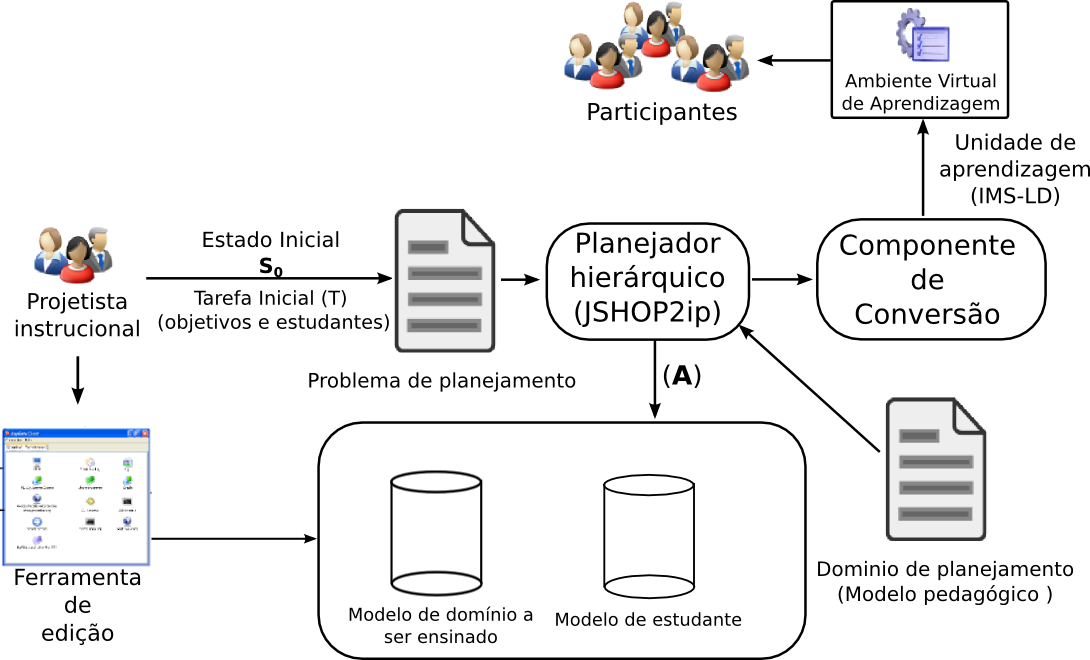 Participantes
Ambiente Virtual
de Aprendizagem
Unidade de
aprendizagem
(IMS-LD)
Projetista
instrucional
Estado Inicial
S0
Tarefa Inicial (T)
(objetivos e estudantes)
Problema de planejamento
Planejador
hierárquico
(JSHOP2ip)
Componente
de
Conversão
(A)
Ferramenta
de
edição
Modelo de domínio a
ser ensinado
Modelo de estudante
Dominio de planejamento
(Modelo pedagógico )